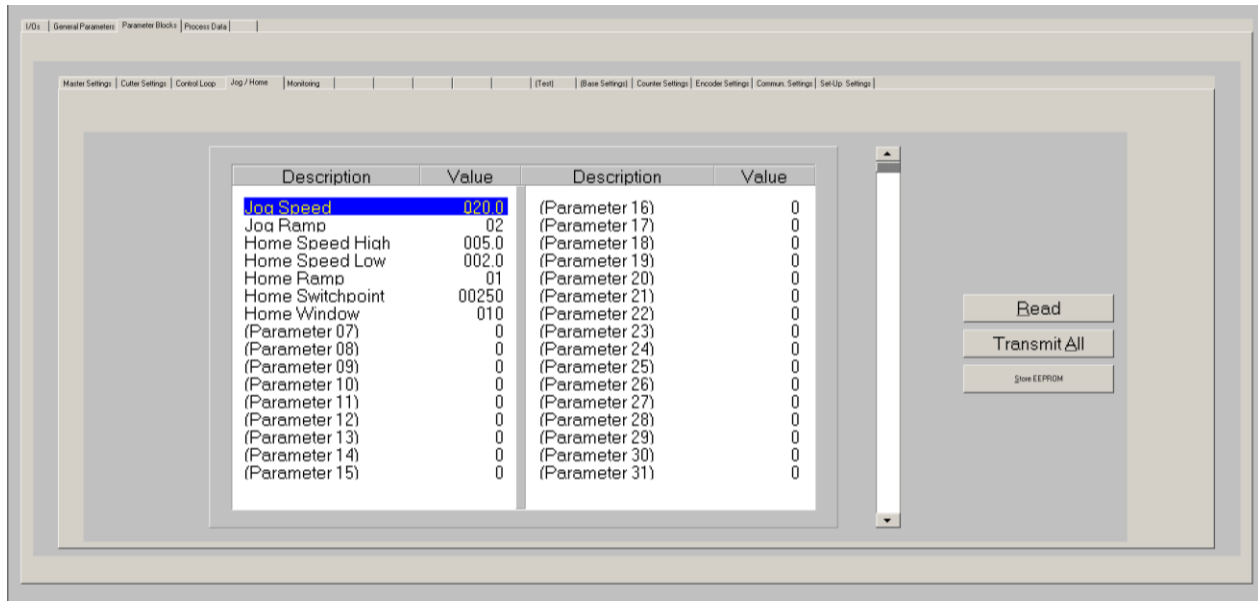 I/Os General Parameters Parameter Blocks Process Data
Master Settings Cutter Settings Control Loop Jog / Home Monitoring (Test) (Base Settings) Counter Settings Encoder Settings Commun. Settings Set-Up Settings
Description Value Description Value
Jog Speed 020.0 (Parameter 16) 0
Jog Ramp 02 (Parameter 17) 0
Home Speed High 005.0 (Parameter 18) 0
Home Speed Low 002.0 (Parameter 19) 0
Home Ramp 01 (Parameter 20) 0
Home Switchpoint 00250 (Parameter 21) 0
Home Window 010 (Parameter 22) 0
(Parameter 07) 0 (Parameter 23) 0
(Parameter 08) 0 (Parameter 24) 0
(Parameter 09) 0 (Parameter 25) 0
(Parameter 10) 0 (Parameter 26) 0
(Parameter 11) 0 (Parameter 27) 0
(Parameter 12) 0 (Parameter 28) 0
(Parameter 13) 0 (Parameter 29) 0
(Parameter 14) 0 (Parameter 30) 0
(Parameter 15) 0 (Parameter 31) 0
Read
Transmit All
Store EEPROM